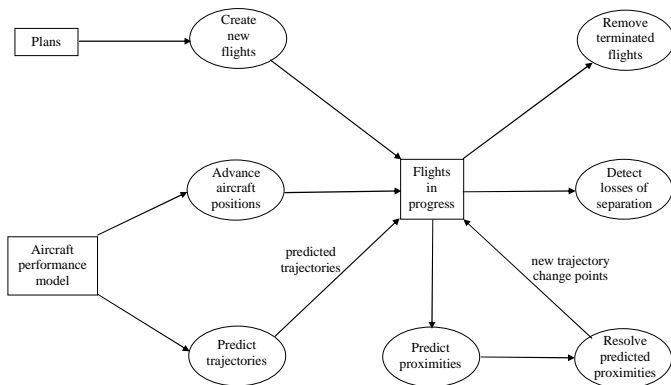 Create
new
flights
Remove
terminated
flights
Plans
Advance
aircraft
positions
Flights
in
progress
Detect
losses of
separation
Aircraft
performance
model
predicted
trajectories
new trajectory
change points
Predict
trajectories
Predict
proximities
Resolve
predicted
proximities